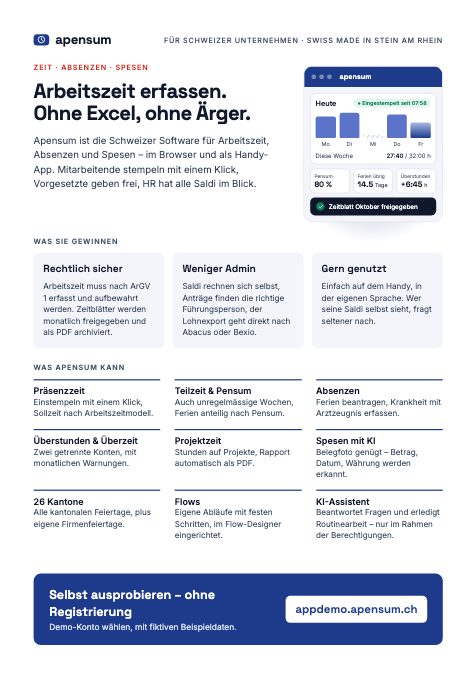 apensum
FÜR SCHWEIZER UNTERNEHMEN · SWISS MADE IN STEIN AM RHEIN
ZEIT · ABSENZEN · SPESEN
Arbeitszeit erfassen.
Ohne Excel, ohne Ärger.
Apensum ist die Schweizer Software für Arbeitszeit,
Absenzen und Spesen – im Browser und als Handy-
App. Mitarbeitende stempeln mit einem Klick,
Vorgesetzte geben frei, HR hat alle Saldi im Blick.
apensum
Heute
Eingestempelt seit 07:58
Mo Di Mi Do Fr
Diese Woche 27:40 / 32:00 h
Pensum
80 %
Ferien übrig
14.5 Tage
Überstunden
+6:45 h
Zeitblatt Oktober freigegeben
WAS SIE GEWINNEN
Rechtlich sicher
Arbeitszeit muss nach ArGV
1 erfasst und aufbewahrt
werden. Zeitblätter werden
monatlich freigegeben und
als PDF archiviert.
Weniger Admin
Saldi rechnen sich selbst,
Anträge finden die richtige
Führungsperson, der
Lohnexport geht direkt nach
Abacus oder Bexio.
Gern genutzt
Einfach auf dem Handy, in
der eigenen Sprache. Wer
seine Saldi selbst sieht, fragt
seltener nach.
WAS APENSUM KANN
Präsenzzeit
Einstempeln mit einem Klick,
Sollzeit nach Arbeitszeitmodell.
Teilzeit & Pensum
Auch unregelmässige Wochen,
Ferien anteilig nach Pensum.
Absenzen
Ferien beantragen, Krankheit mit
Arztzeugnis erfassen.
Überstunden & Überzeit
Zwei getrennte Konten, mit
monatlichen Warnungen.
Projektzeit
Stunden auf Projekte, Rapport
automatisch als PDF.
Spesen mit KI
Belegfoto genügt – Betrag,
Datum, Währung werden
erkannt.
26 Kantone
Alle kantonalen Feiertage, plus
eigene Firmenfeiertage.
Flows
Eigene Abläufe mit festen
Schritten, im Flow-Designer
eingerichtet.
KI-Assistent
Beantwortet Fragen und erledigt
Routinearbeit – nur im Rahmen
der Berechtigungen.
Selbst ausprobieren – ohne
Registrierung
Demo-Konto wählen, mit fiktiven Beispieldaten.
appdemo.apensum.ch